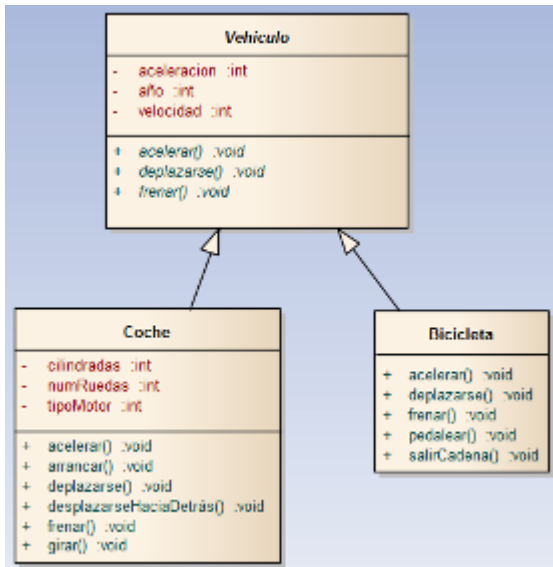 Vehiculo
- aceleracion :int
- año :int
- velocidad :int
+ acelerar() :void
+ deplazarse() :void
+ frenar() :void
Coche
- cilindradas :int
- numRuedas :int
- tipoMotor :int
+ acelerar() :void
+ arrancar() :void
+ deplazarse() :void
+ desplazarseHaciaDetrás() :void
+ frenar() :void
+ girar() :void
Bicicleta
+ acelerar() :void
+ deplazarse() :void
+ frenar() :void
+ pedalear() :void
+ salirCadena() :void